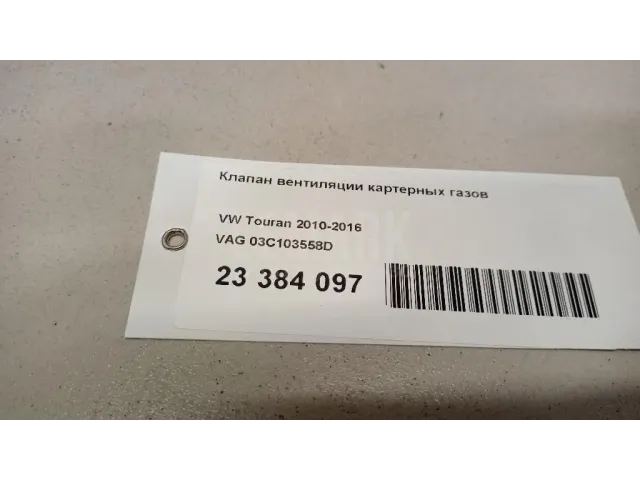 Клапан вентиляции картерных газов
VW Touran 2010-2016
VAG 03C103558D
23 384 097